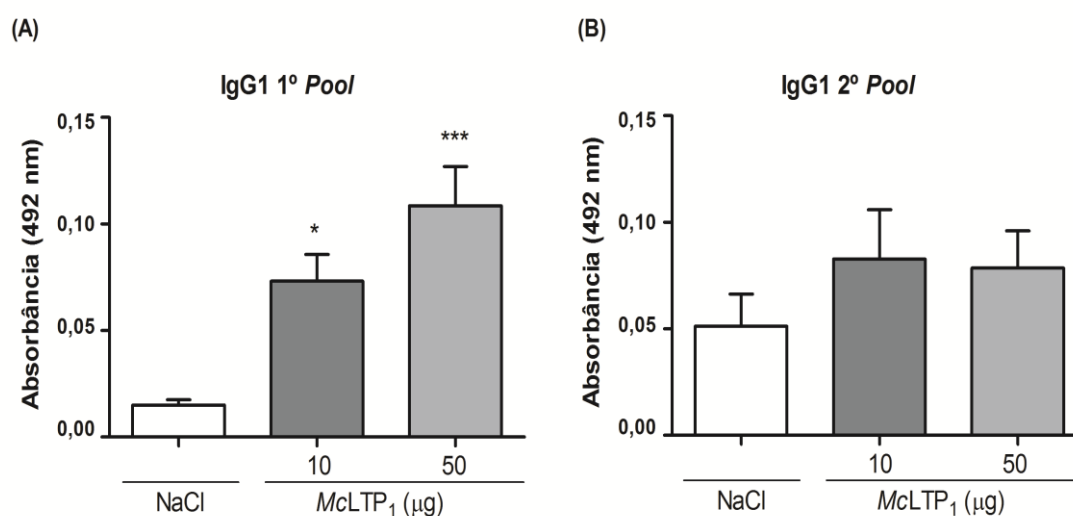 (A)
IgG1 1º Pool
Absorbância (492 nm)
0,15
0,10
0,05
0,00
*
***
10
50
NaCl
McLTP1 (µg)
(B)
IgG1 2º Pool
Absorbância (492 nm)
0,15
0,10
0,05
0,00
10
50
NaCl
McLTP1 (µg)